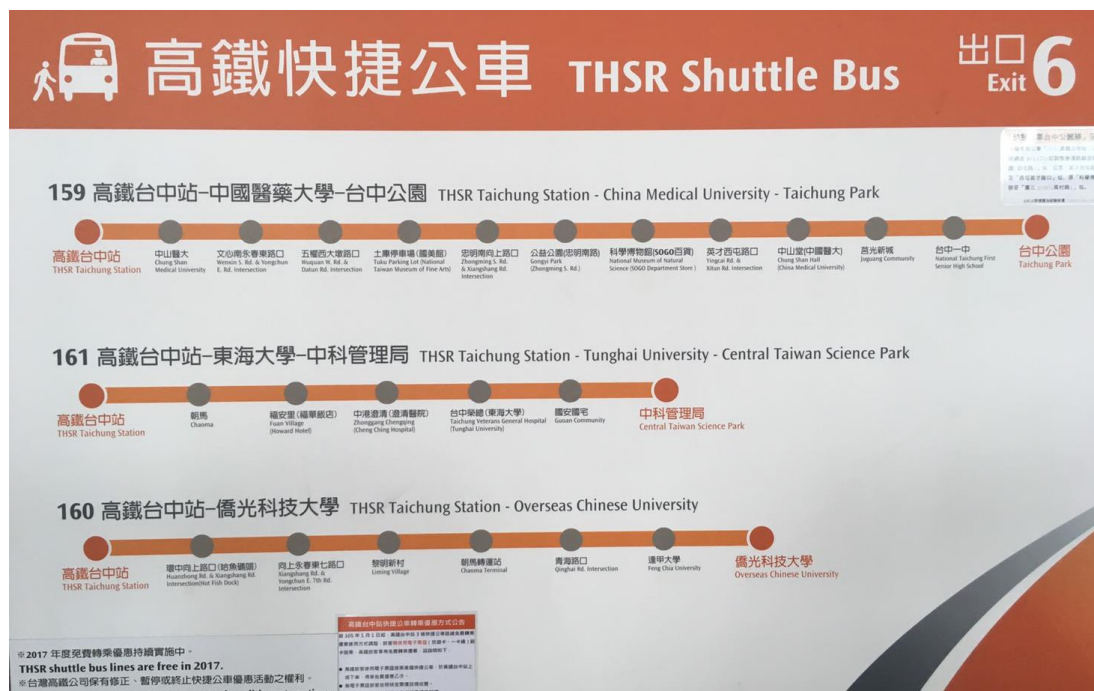 高鐵快捷公車 THSR Shuttle Bus
出口 6
Exit
159 高鐵台中站-中國醫藥大學-台中公園 THSR Taichung Station - China Medical University - Taichung Park
高鐵台中站
THSR Taichung Station
中山醫大
Chung Shan
Medical University
文心南永春東路口
Wenxin S. Rd. & Yongchun
E. Rd. Intersection
五權西大墩路口
Wuquan W. Rd. &
Datun Rd. Intersection
土庫停車場(國美館)
Tuku Parking Lot (National
Taiwan Museum of Fine Arts)
忠明南向上路口
Zhongming S. Rd.
& Xiangshang Rd.
Intersection
公益公園(忠明南路)
Gongyi Park
(Zhongming S. Rd.)
科學博物館(SOGO百貨)
National Museum of Natural
Science (SOGO Department Store )
英才西屯路口
Yingcai Rd. &
Xitun Rd. Intersection
中山堂(中國醫大)
Chung Shan Hall
(China Medical University)
莒光新城
Juguang Community
台中一中
National Taichung First
Senior High School
台中公園
Taichung Park
161 高鐵台中站-東海大學-中科管理局 THSR Taichung Station - Tunghai University - Central Taiwan Science Park
高鐵台中站
THSR Taichung Station
朝馬
Chaoma
福安里(福華飯店)
Fuan Village
(Howard Hotel)
中港澄清(澄清醫院)
Zhonggang Chengqing
(Cheng Ching Hospital)
台中榮總(東海大學)
Taichung Veterans General Hospital
(Tunghai University)
國安國宅
Guoan Community
中科管理局
Central Taiwan Science Park
160 高鐵台中站-僑光科技大學 THSR Taichung Station - Overseas Chinese University
高鐵台中站
THSR Taichung Station
環中向上路口(哈魚碼頭)
Huanzhong Rd. & Xiangshang Rd.
Intersection(Hot Fish Dock)
向上永春東七路口
Xiangshang Rd. &
Yongchun E. 7th Rd.
Intersection
黎明新村
Liming Village
朝馬轉運站
Chaoma Terminal
青海路口
Qinghai Rd. Intersection
逢甲大學
Feng Chia University
僑光科技大學
Overseas Chinese University
高鐵台中站快捷公車轉乘優惠方式公告
※2017 年度免費轉乘優惠持續實施中。
THSR shuttle bus lines are free in 2017.
※台灣高鐵公司保有修正、暫停或終止快捷公車優惠活動之權利。